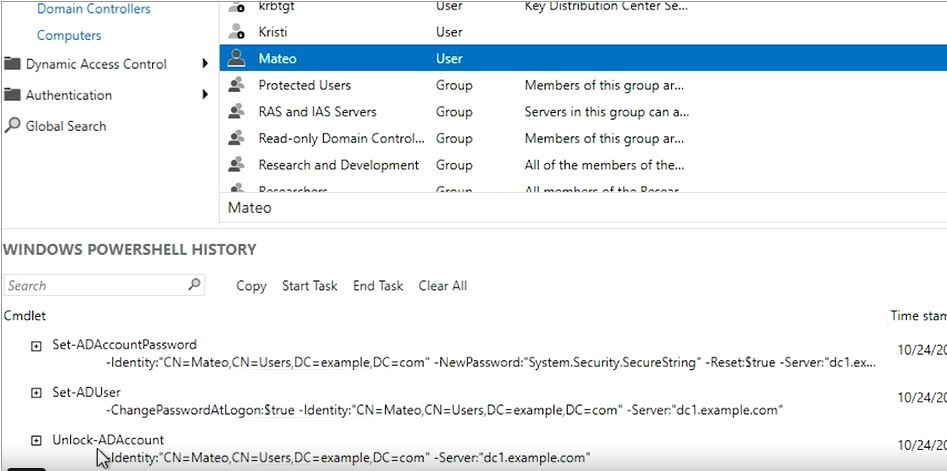 Domain Controllers
Computers
Dynamic Access Control
Authentication
Global Search
krbtgt User Key Distribution Center Se...
Kristi User
Mateo User
Protected Users Group Members of this group ar...
RAS and IAS Servers Group Servers in this group can a...
Read-only Domain Control... Group Members of this group ar...
Research and Development Group All of the members of the...
Researchers Group All members of the Resear...
Mateo
WINDOWS POWERSHELL HISTORY
Search Copy Start Task End Task Clear All
Cmdlet Time stam
Set-ADAccountPassword 10/24/20
-Identity:"CN=Mateo,CN=Users,DC=example,DC=com" -NewPassword:"System.Security.SecureString" -Reset:$true -Server:"dc1.ex...
Set-ADUser 10/24/20
-ChangePasswordAtLogon:$true -Identity:"CN=Mateo,CN=Users,DC=example,DC=com" -Server:"dc1.example.com"
Unlock-ADAccount 10/24/20
-Identity:"CN=Mateo,CN=Users,DC=example,DC=com" -Server:"dc1.example.com"